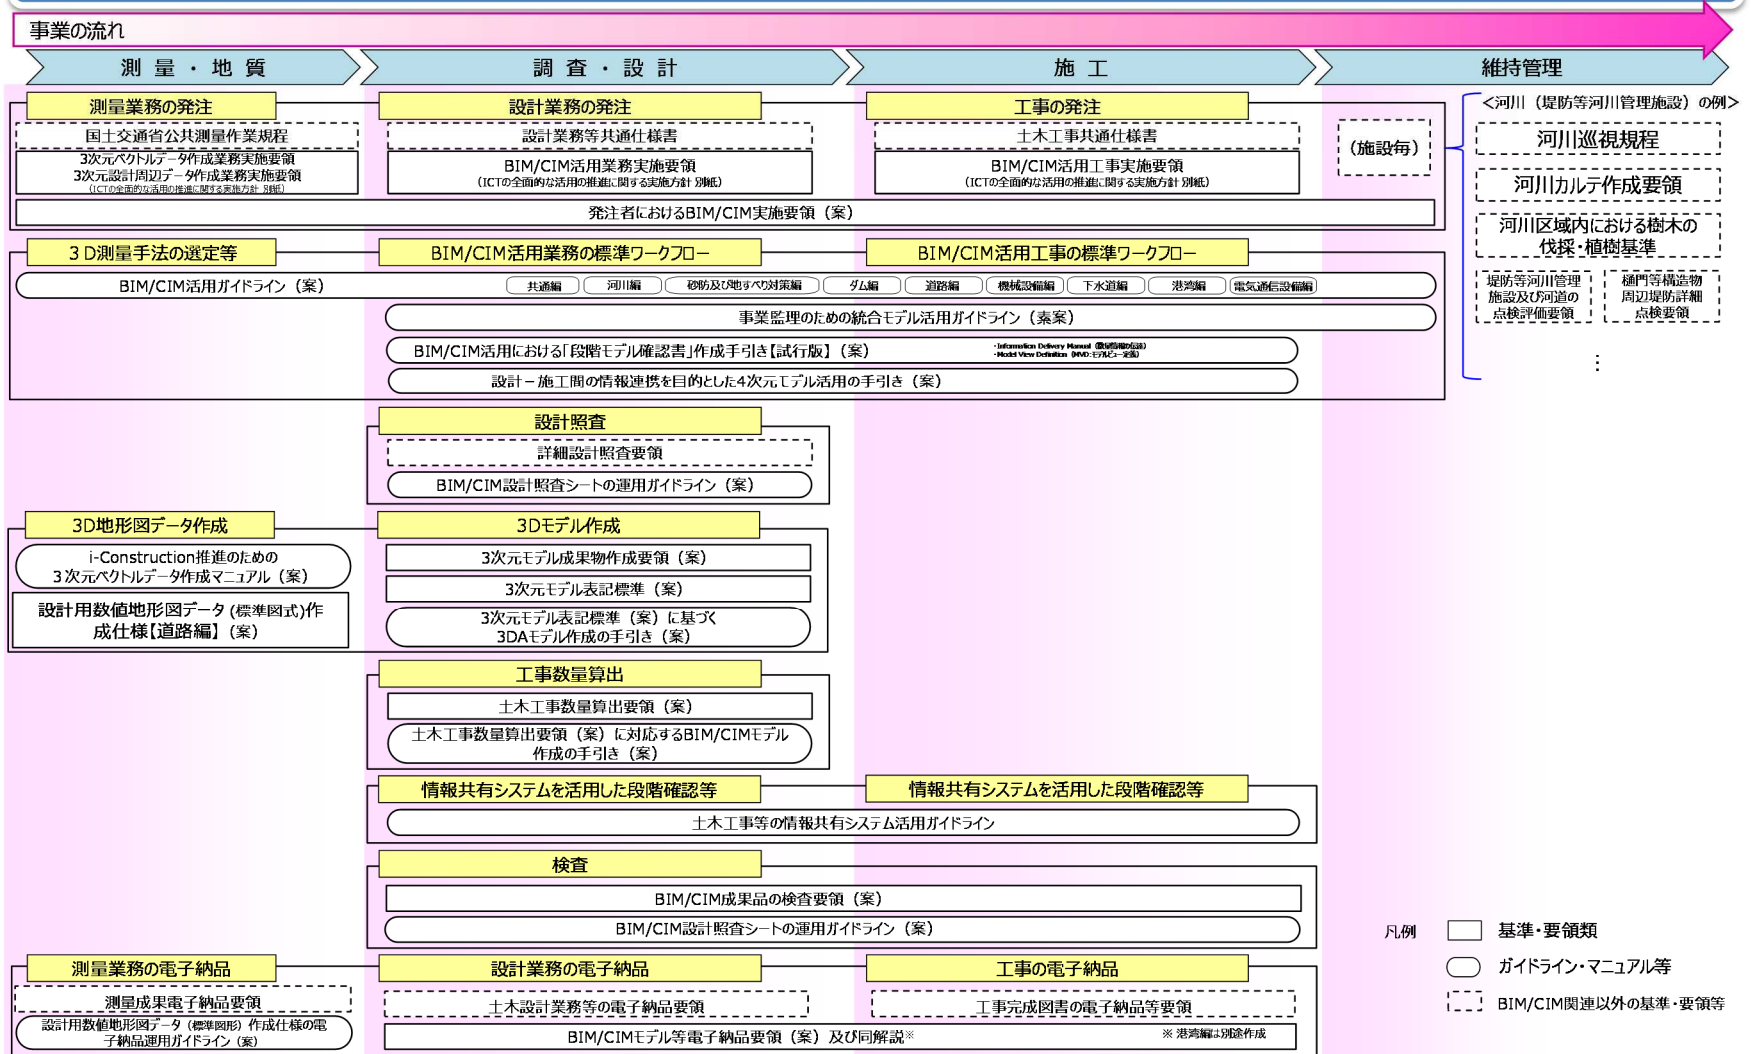 事業の流れ
測量・地質
調査・設計
施工
維持管理
測量業務の発注
設計業務の発注
工事の発注
国土交通省公共測量作業規程
設計業務等共通仕様書
土木工事共通仕様書
3次元ベクトルデータ作成業務実施要領
3次元設計周辺データ作成業務実施要領
(ICTの全面的な活用の推進に関する実施方針 別紙)
BIM/CIM活用業務実施要領
(ICTの全面的な活用の推進に関する実施方針 別紙)
BIM/CIM活用工事実施要領
(ICTの全面的な活用の推進に関する実施方針 別紙)
発注者におけるBIM/CIM実施要領（案）
（施設毎）
<河川（堤防等河川管理施設）の例>
河川巡視規程
河川カルテ作成要領
河川区域内における樹木の
伐採・植樹基準
堤防等河川管理
施設及び河道の
点検評価要領
樋門等構造物
周辺堤防詳細
点検要領
⋮
3D測量手法の選定等
BIM/CIM活用業務の標準ワークフロー
BIM/CIM活用工事の標準ワークフロー
BIM/CIM活用ガイドライン（案）
共通編
河川編
砂防及び地すべり対策編
ダム編
道路編
機械設備編
下水道編
港湾編
電気通信設備編
事業監理のための統合モデル活用ガイドライン（素案）
BIM/CIM活用における「段階モデル確認書」作成手引き【試行版】（案）
・Information Delivery Manual（数量情報の伝達）
・Model View Definition（MVD：モデルビュー定義）
設計－施工間の情報連携を目的とした4次元モデル活用の手引き（案）
設計照査
詳細設計照査要領
BIM/CIM設計照査シートの運用ガイドライン（案）
3D地形図データ作成
3Dモデル作成
i-Construction推進のための
3次元ベクトルデータ作成マニュアル（案）
設計用数値地形図データ(標準図式)作
成仕様【道路編】（案）
3次元モデル成果物作成要領（案）
3次元モデル表記標準（案）
3次元モデル表記標準（案）に基づく
3DAモデル作成の手引き（案）
工事数量算出
土木工事数量算出要領（案）
土木工事数量算出要領（案）に対応するBIM/CIMモデル
作成の手引き（案）
情報共有システムを活用した段階確認等
情報共有システムを活用した段階確認等
土木工事等の情報共有システム活用ガイドライン
検査
BIM/CIM成果品の検査要領（案）
BIM/CIM設計照査シートの運用ガイドライン（案）
測量業務の電子納品
設計業務の電子納品
工事の電子納品
測量成果電子納品要領
土木設計業務等の電子納品要領
工事完成図書の電子納品等要領
設計用数値地形図データ（標準図形）作成仕様の電
子納品運用ガイドライン（案）
BIM/CIMモデル等電子納品要領（案）及び同解説※
※ 港湾編は別途作成
凡例
基準・要領類
ガイドライン・マニュアル等
BIM/CIM関連以外の基準・要領等